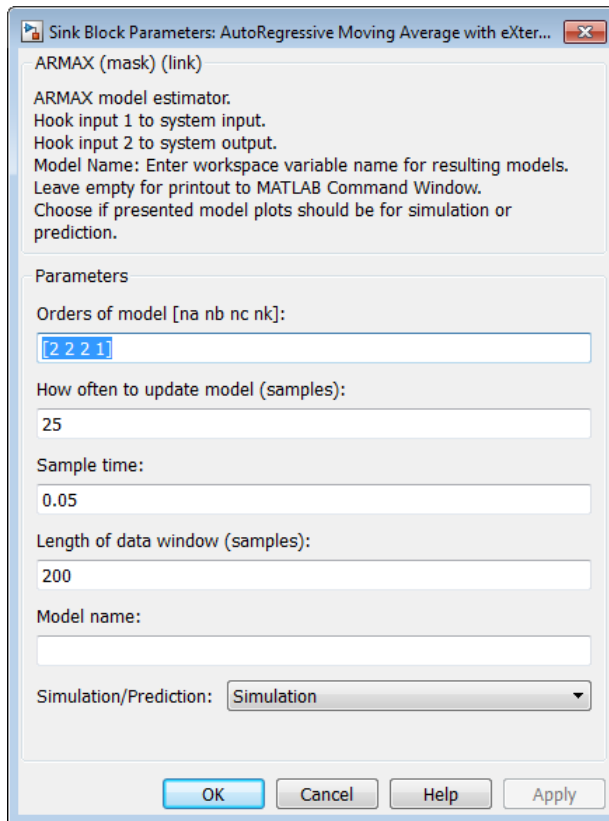 Sink Block Parameters: AutoRegressive Moving Average with eXter...
ARMAX (mask) (link)
ARMAX model estimator.
Hook input 1 to system input.
Hook input 2 to system output.
Model Name: Enter workspace variable name for resulting models.
Leave empty for printout to MATLAB Command Window.
Choose if presented model plots should be for simulation or
prediction.
Parameters
Orders of model [na nb nc nk]:
[2 2 2 1]
How often to update model (samples):
25
Sample time:
0.05
Length of data window (samples):
200
Model name:
Simulation/Prediction: Simulation
OK Cancel Help Apply